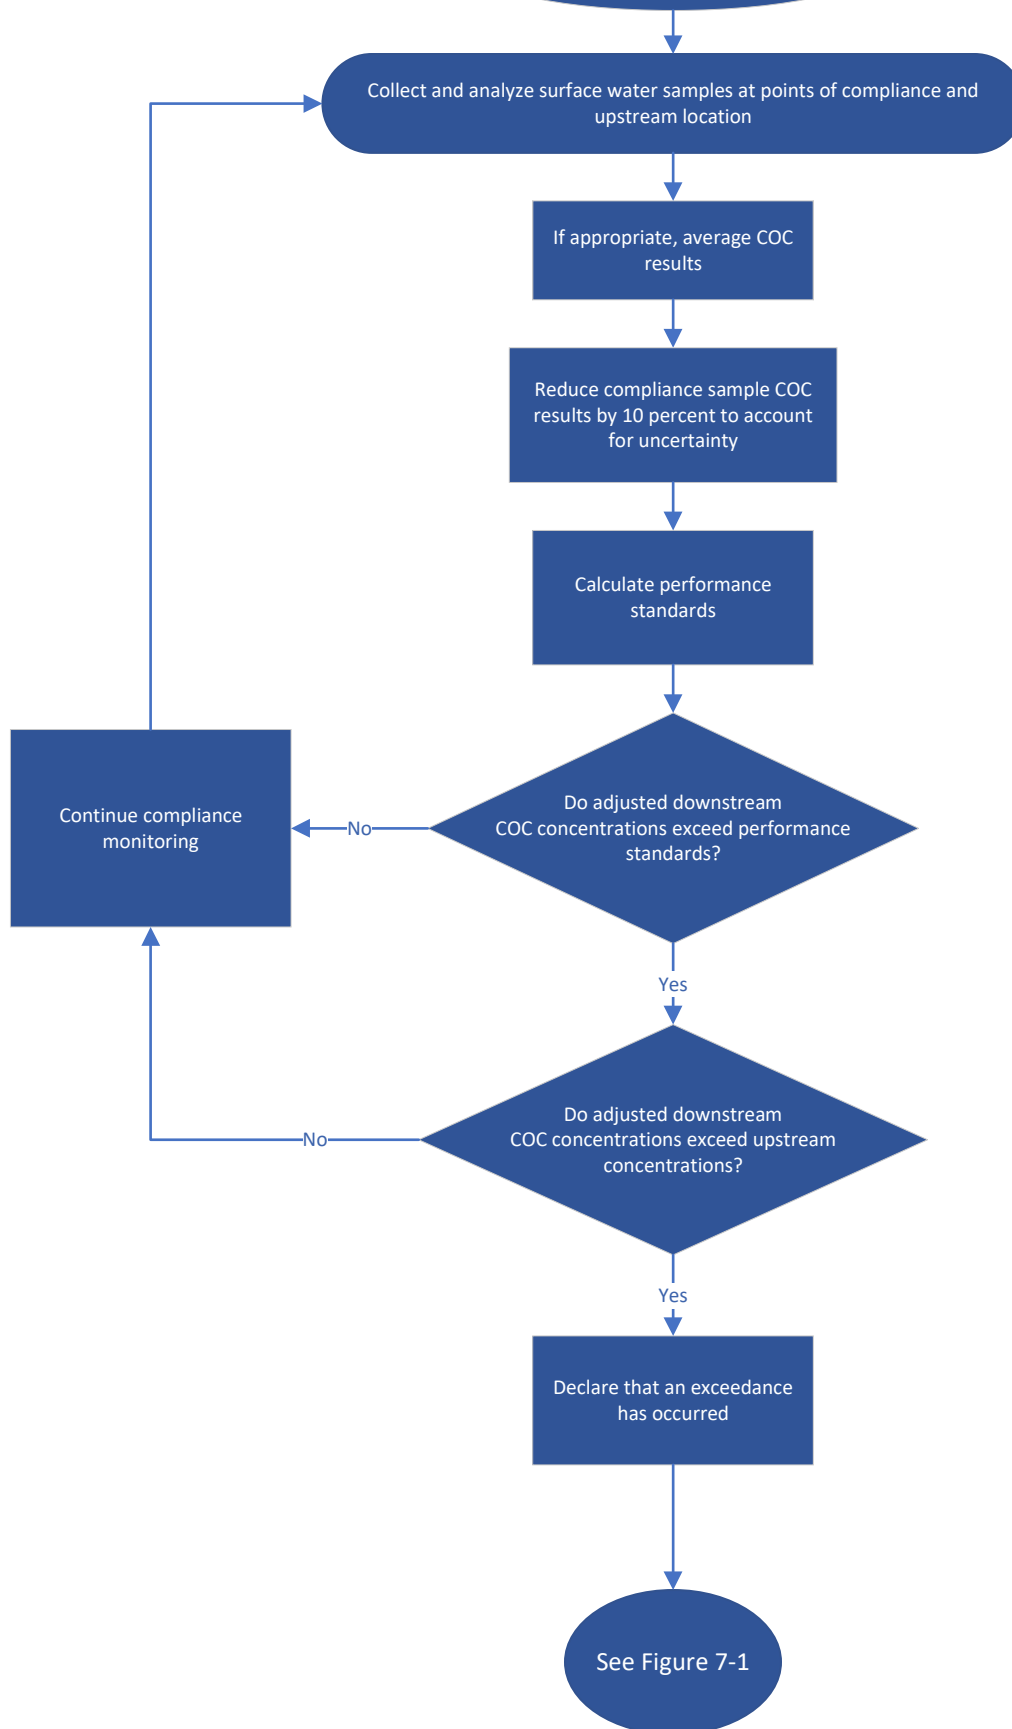 Collect and analyze surface water samples at points of compliance and
upstream location
If appropriate, average COC
results
Reduce compliance sample COC
results by 10 percent to account
for uncertainty
Calculate performance
standards
Do adjusted downstream
COC concentrations exceed performance
standards?
No
Continue compliance
monitoring
Yes
Do adjusted downstream
COC concentrations exceed upstream
concentrations?
No
Yes
Declare that an exceedance
has occurred
See Figure 7-1